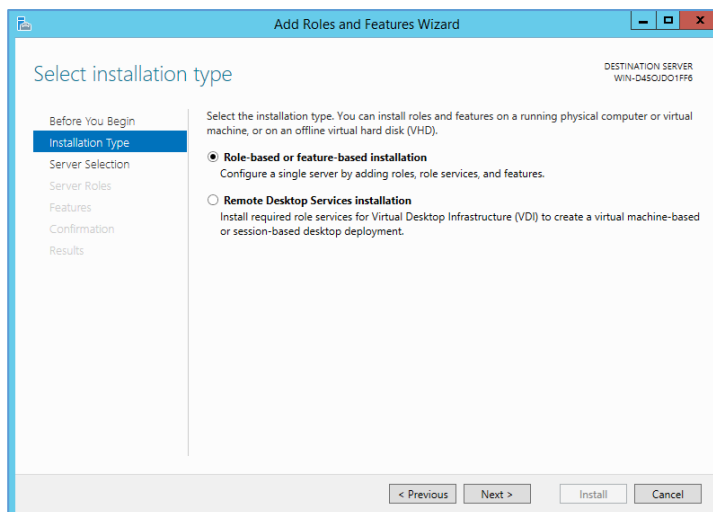 Add Roles and Features Wizard
Select installation type
DESTINATION SERVER
WIN-D45OJDO1FF6
Before You Begin
Installation Type
Server Selection
Server Roles
Features
Confirmation
Results
Select the installation type. You can install roles and features on a running physical computer or virtual
machine, or on an offline virtual hard disk (VHD).
Role-based or feature-based installation
Configure a single server by adding roles, role services, and features.
Remote Desktop Services installation
Install required role services for Virtual Desktop Infrastructure (VDI) to create a virtual machine-based
or session-based desktop deployment.
< Previous Next > Install Cancel